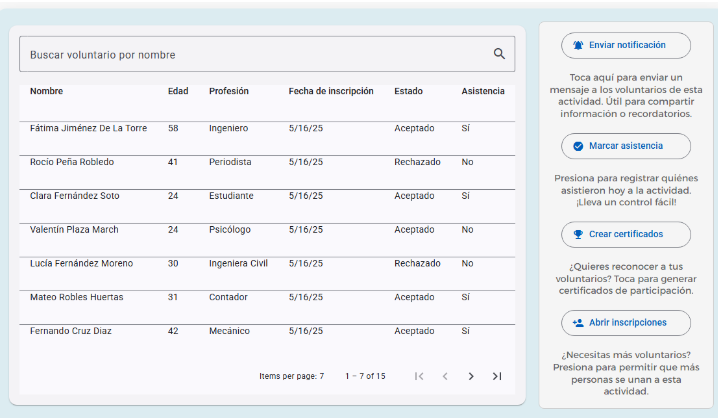 Buscar voluntario por nombre
Nombre Edad Profesión Fecha de inscripción Estado Asistencia
Fátima Jiménez De La Torre 58 Ingeniero 5/16/25 Aceptado Sí
Rocío Peña Robledo 41 Periodista 5/16/25 Rechazado No
Clara Fernández Soto 24 Estudiante 5/16/25 Aceptado Sí
Valentín Plaza March 24 Psicólogo 5/16/25 Aceptado No
Lucía Fernández Moreno 30 Ingeniera Civil 5/16/25 Rechazado No
Mateo Robles Huertas 31 Contador 5/16/25 Aceptado Sí
Fernando Cruz Diaz 42 Mecánico 5/16/25 Aceptado Sí
Items per page: 7 1 – 7 of 15
Enviar notificación
Toca aquí para enviar un
mensaje a los voluntarios de esta
actividad. Útil para compartir
información o recordatorios.
Marcar asistencia
Presiona para registrar quiénes
asistieron hoy a la actividad.
¡Lleva un control fácil!
Crear certificados
¿Quieres reconocer a tus
voluntarios? Toca para generar
certificados de participación.
Abrir inscripciones
¿Necesitas más voluntarios?
Presiona para permitir que más
personas se unan a esta
actividad.